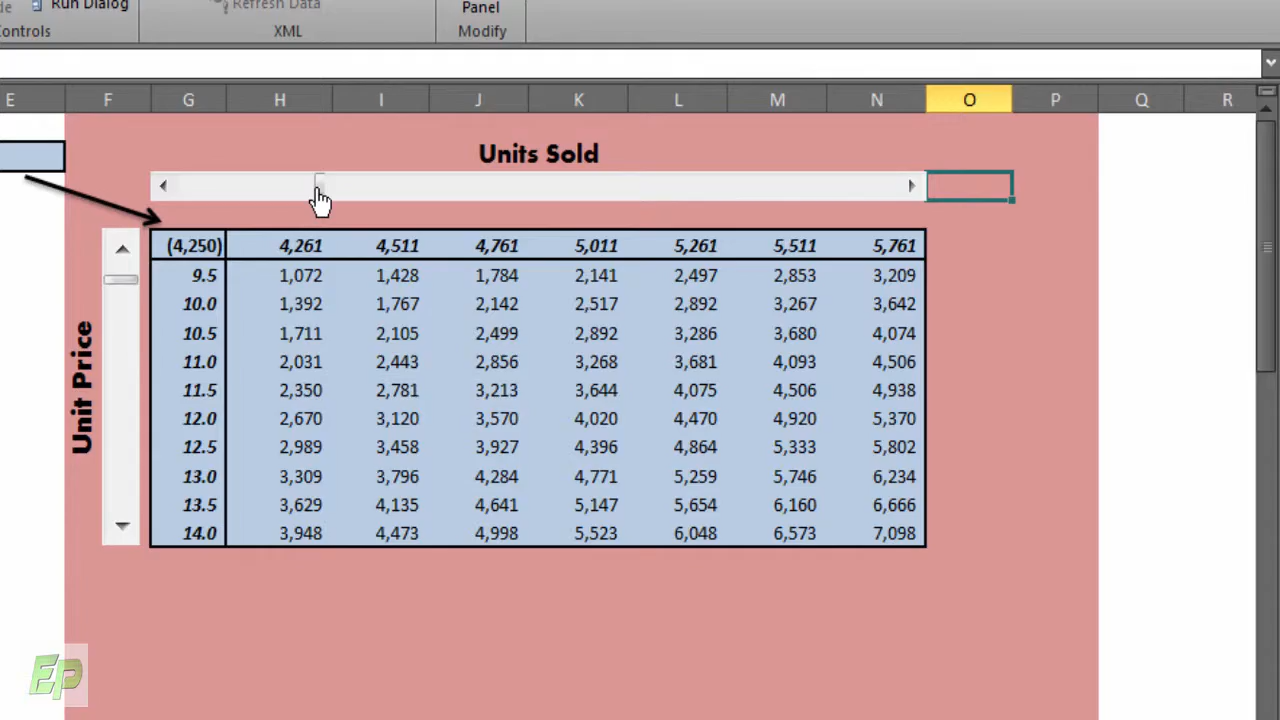 de Run Dialog Refresh Data Panel
Controls XML Modify
E F G H I J K L M N O P Q R
Units Sold
(4,250) 4,261 4,511 4,761 5,011 5,261 5,511 5,761
9.5 1,072 1,428 1,784 2,141 2,497 2,853 3,209
10.0 1,392 1,767 2,142 2,517 2,892 3,267 3,642
10.5 1,711 2,105 2,499 2,892 3,286 3,680 4,074
11.0 2,031 2,443 2,856 3,268 3,681 4,093 4,506
11.5 2,350 2,781 3,213 3,644 4,075 4,506 4,938
12.0 2,670 3,120 3,570 4,020 4,470 4,920 5,370
12.5 2,989 3,458 3,927 4,396 4,864 5,333 5,802
13.0 3,309 3,796 4,284 4,771 5,259 5,746 6,234
13.5 3,629 4,135 4,641 5,147 5,654 6,160 6,666
14.0 3,948 4,473 4,998 5,523 6,048 6,573 7,098
Unit Price
EP